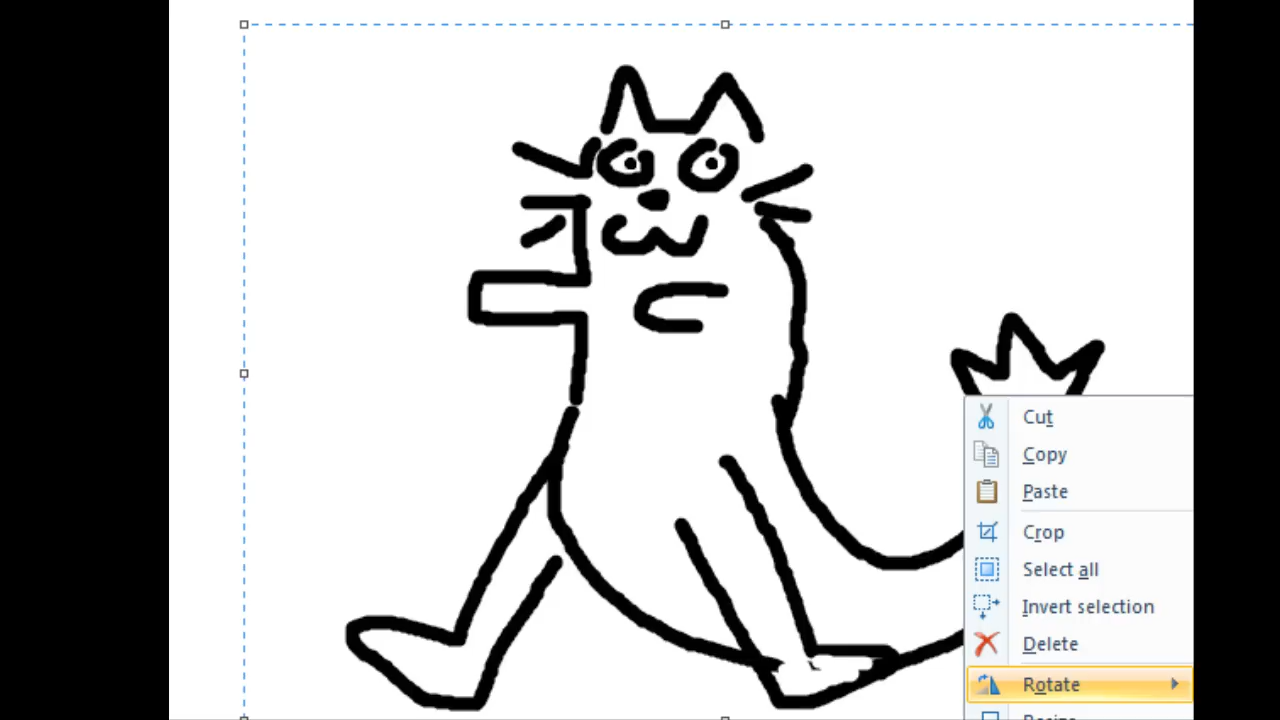 Cut
Copy
Paste
Crop
Select all
Invert selection
Delete
Rotate